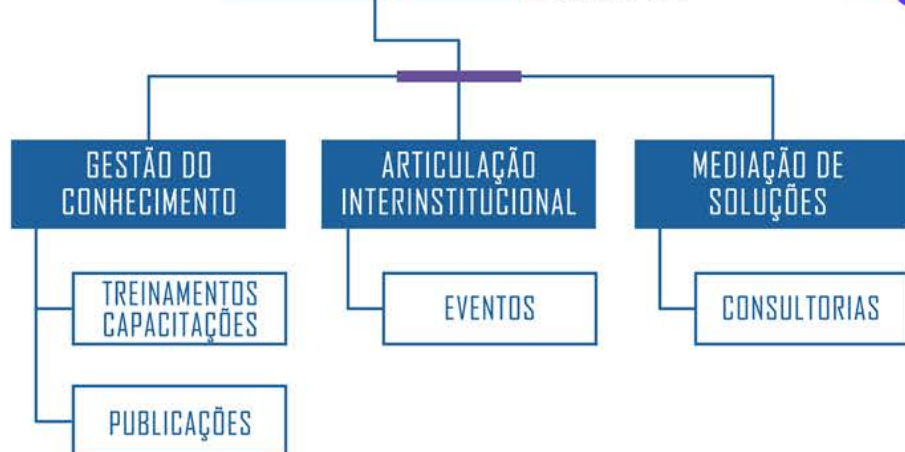 GESTÃO DO
CONHECIMENTO
ARTICULAÇÃO
INTERINSTITUCIONAL
MEDIAÇÃO DE
SOLUÇÕES
TREINAMENTOS
CAPACITAÇÕES
EVENTOS
CONSULTORIAS
PUBLICAÇÕES